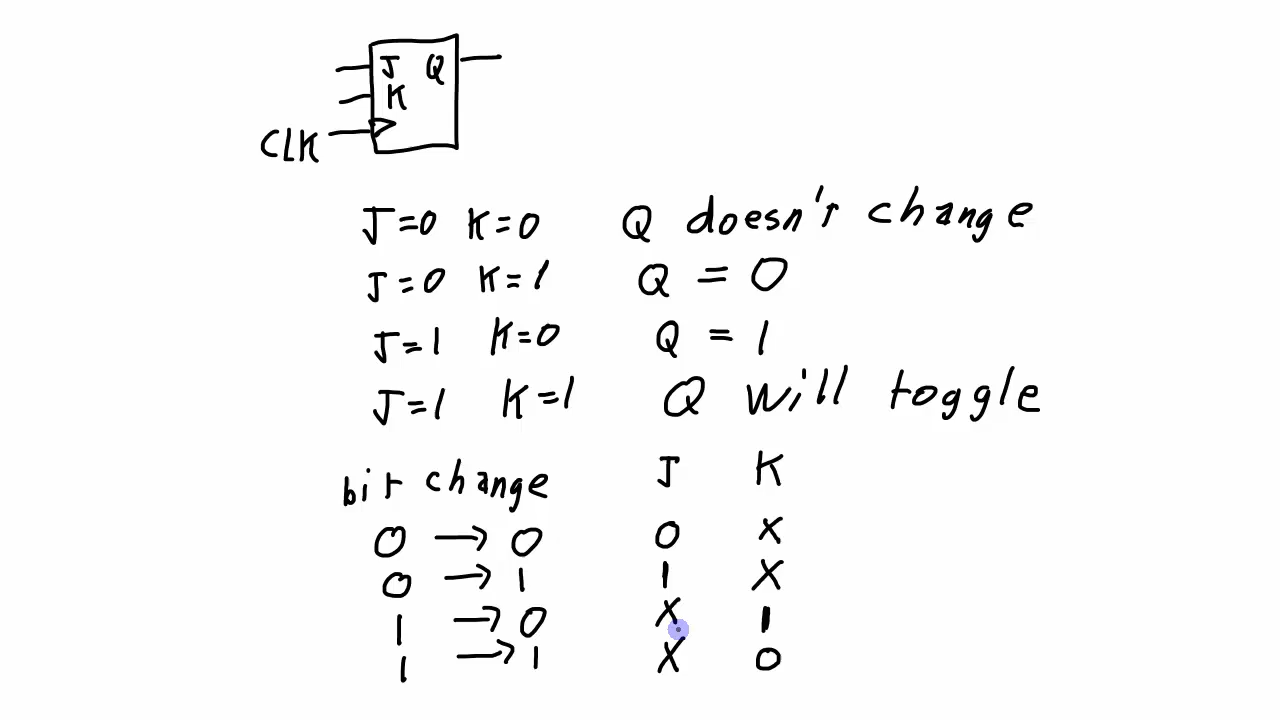 J Q
K
CLK
J=0 K=0 Q doesn't change
J=0 K=1 Q = 0
J=1 K=0 Q = 1
J=1 K=1 Q will toggle
bit change J K
0 → 0 0 X
0 → 1 1 X
1 → 0 X 1
1 → 1 X 0